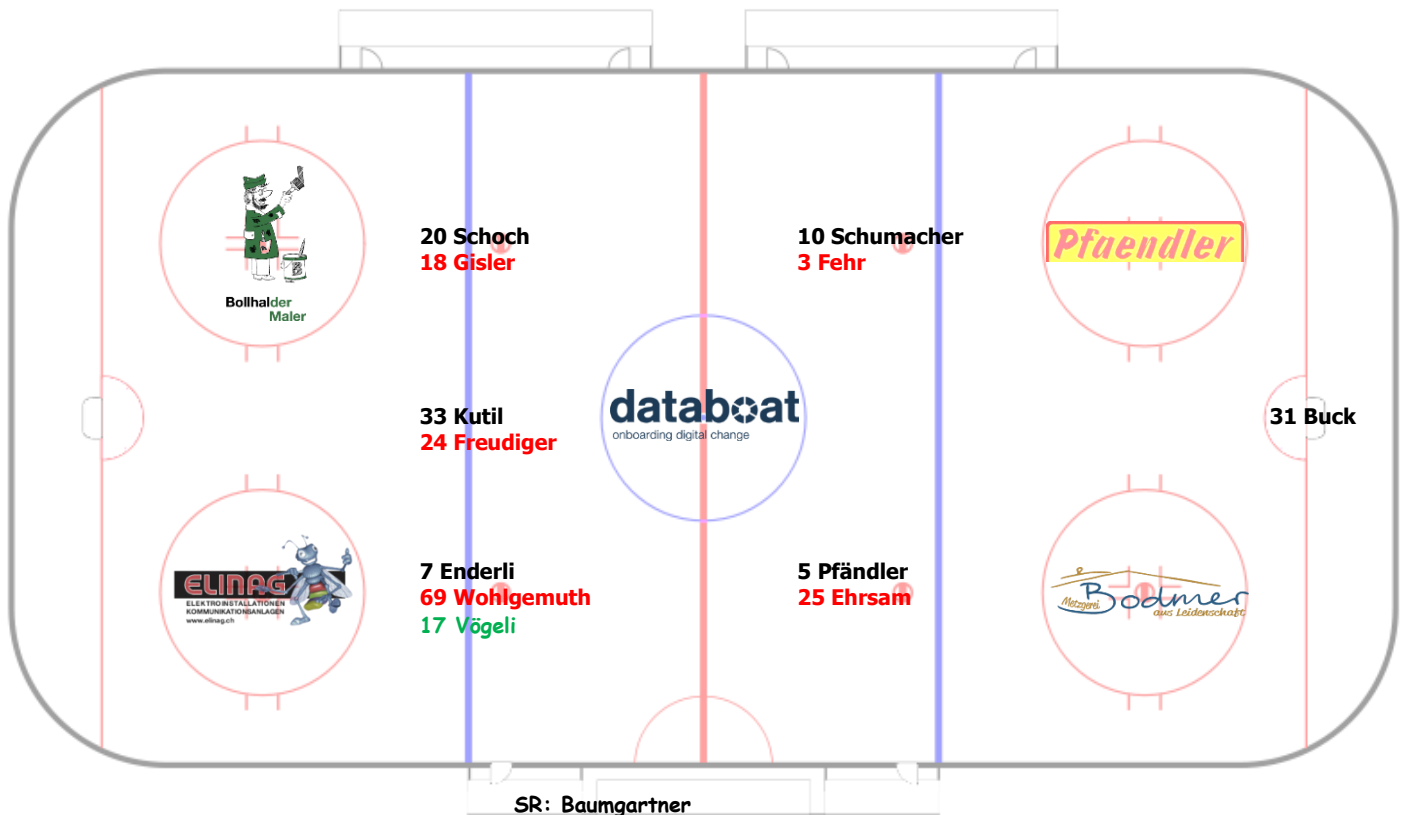 20 Schoch
18 Gisler
10 Schumacher
3 Fehr
Pfaendler
Bollhalder
Maler
33 Kutil
24 Freudiger
databoat
onboarding digital change
31 Buck
7 Enderli
69 Wohlgemuth
17 Vögeli
5 Pfändler
25 Ehrsam
ELINAG
ELEKTROINSTALLATIONEN
KOMMUNIKATIONSANLAGEN
www.elinag.ch
Metzgerei Bodmer
aus Leidenschaft
SR: Baumgartner